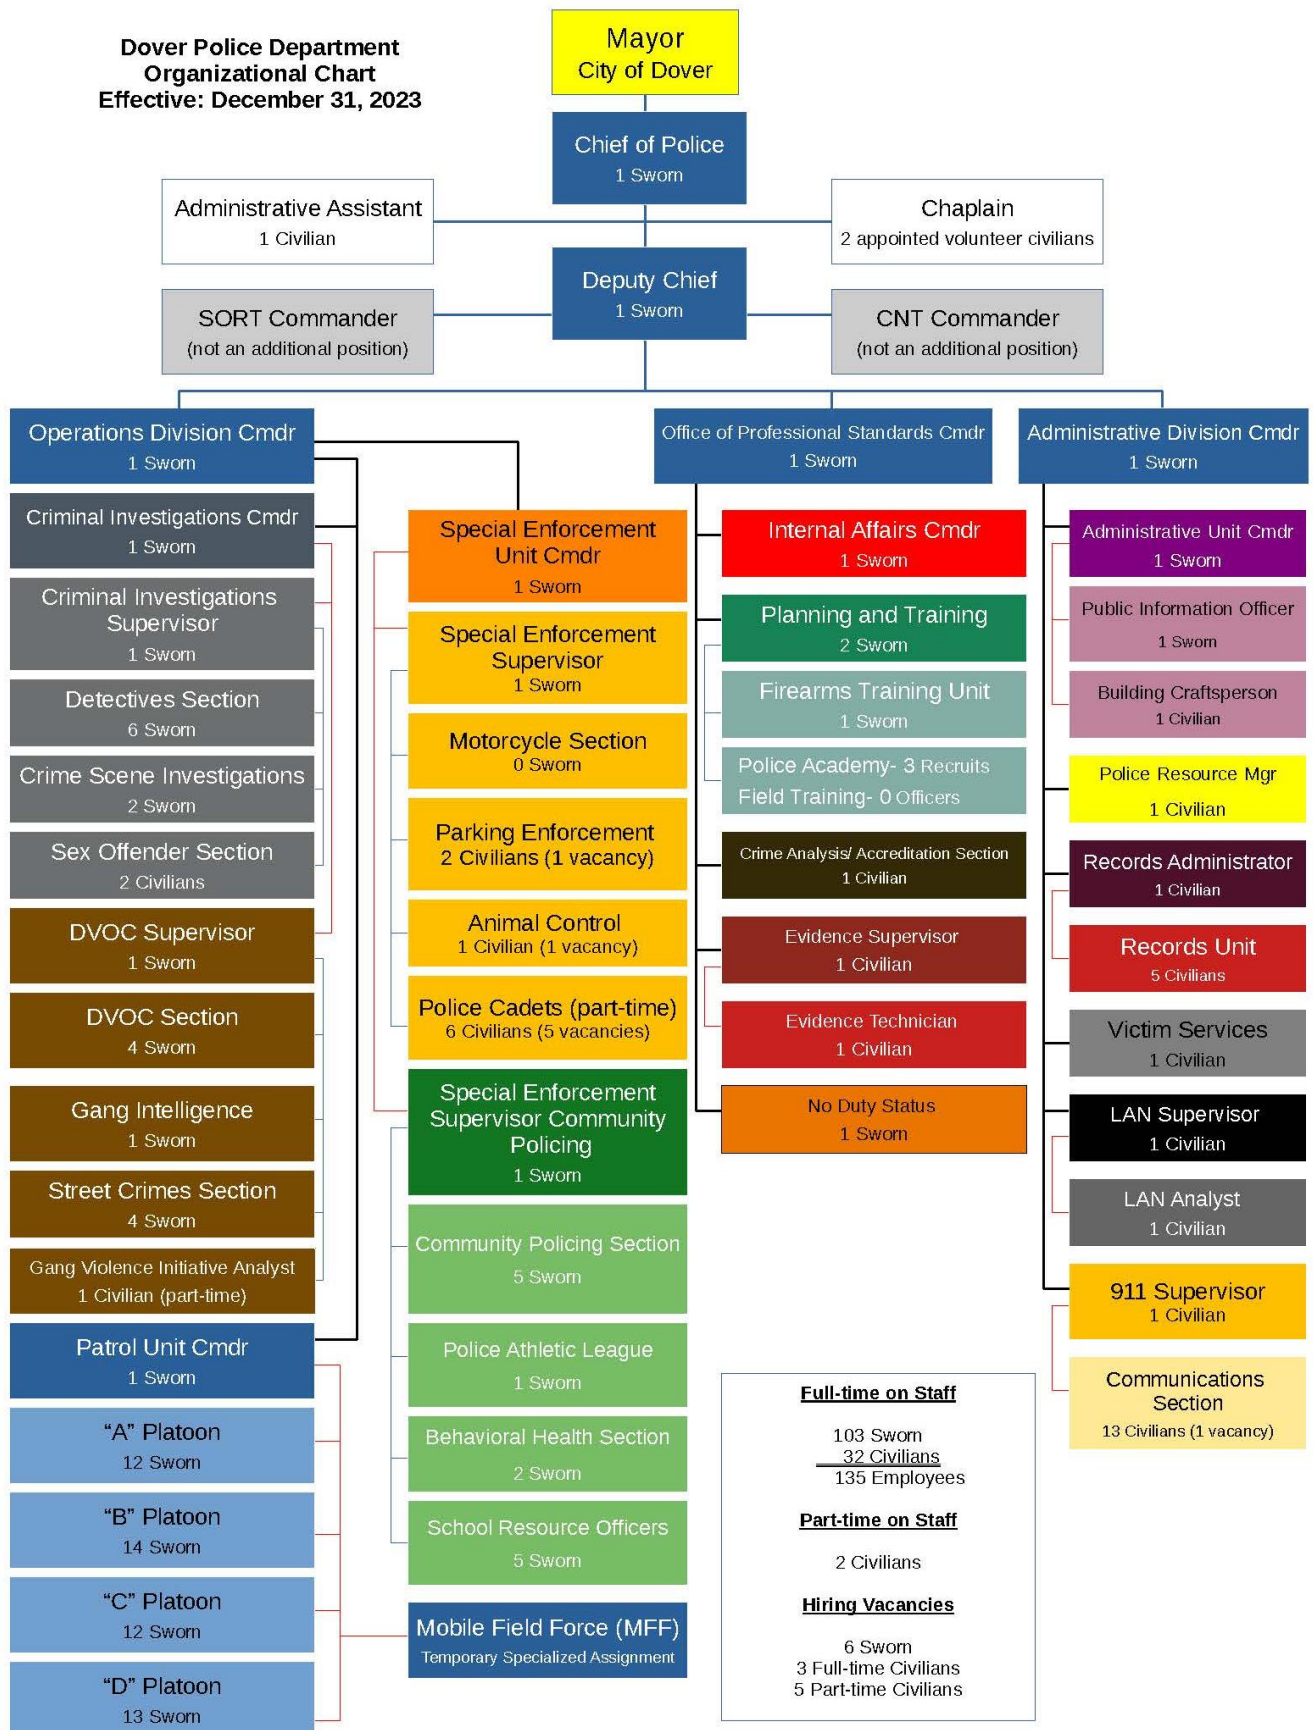 Dover Police Department
Organizational Chart
Effective: December 31, 2023
Mayor
City of Dover
Chief of Police
1 Sworn
Administrative Assistant
1 Civilian
Chaplain
2 appointed volunteer civilians
Deputy Chief
1 Sworn
SORT Commander
(not an additional position)
CNT Commander
(not an additional position)
Operations Division Cmdr
1 Sworn
Office of Professional Standards Cmdr
1 Sworn
Administrative Division Cmdr
1 Sworn
Criminal Investigations Cmdr
1 Sworn
Criminal Investigations
Supervisor
1 Sworn
Detectives Section
6 Sworn
Crime Scene Investigations
2 Sworn
Sex Offender Section
2 Civilians
DVOC Supervisor
1 Sworn
DVOC Section
4 Sworn
Gang Intelligence
1 Sworn
Street Crimes Section
4 Sworn
Gang Violence Initiative Analyst
1 Civilian (part-time)
Patrol Unit Cmdr
1 Sworn
“A” Platoon
12 Sworn
“B” Platoon
14 Sworn
“C” Platoon
12 Sworn
“D” Platoon
13 Sworn
Special Enforcement
Unit Cmdr
1 Sworn
Special Enforcement
Supervisor
1 Sworn
Motorcycle Section
0 Sworn
Parking Enforcement
2 Civilians (1 vacancy)
Animal Control
1 Civilian (1 vacancy)
Police Cadets (part-time)
6 Civilians (5 vacancies)
Special Enforcement
Supervisor Community
Policing
1 Sworn
Community Policing Section
5 Sworn
Police Athletic League
1 Sworn
Behavioral Health Section
2 Sworn
School Resource Officers
5 Sworn
Mobile Field Force (MFF)
Temporary Specialized Assignment
Internal Affairs Cmdr
1 Sworn
Planning and Training
2 Sworn
Firearms Training Unit
1 Sworn
Police Academy- 3 Recruits
Field Training- 0 Officers
Crime Analysis/ Accreditation Section
1 Civilian
Evidence Supervisor
1 Civilian
Evidence Technician
1 Civilian
No Duty Status
1 Sworn
Administrative Unit Cmdr
1 Sworn
Public Information Officer
1 Sworn
Building Craftsperson
1 Civilian
Police Resource Mgr
1 Civilian
Records Administrator
1 Civilian
Records Unit
5 Civilians
Victim Services
1 Civilian
LAN Supervisor
1 Civilian
LAN Analyst
1 Civilian
911 Supervisor
1 Civilian
Communications
Section
13 Civilians (1 vacancy)
Full-time on Staff
103 Sworn
32 Civilians
135 Employees
Part-time on Staff
2 Civilians
Hiring Vacancies
6 Sworn
3 Full-time Civilians
5 Part-time Civilians